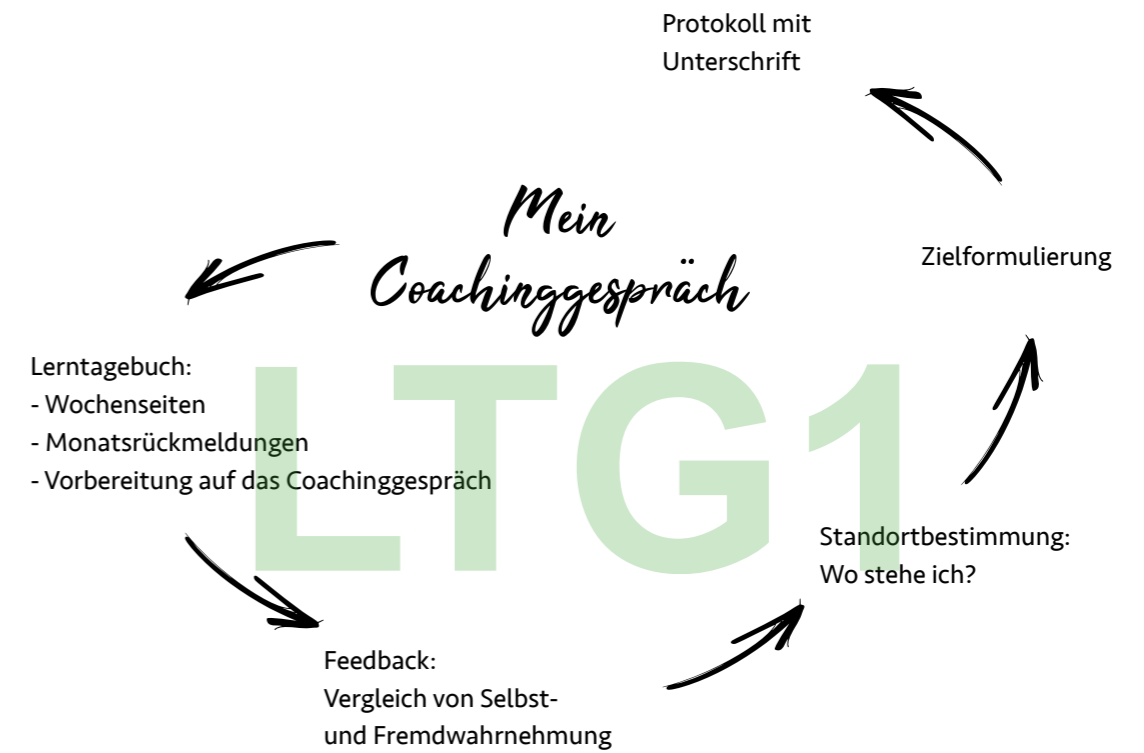 Protokoll mit
Unterschrift
Mein
Coachinggespräch
Zielformulierung
Lerntagebuch:
- Wochenseiten
- Monatsrückmeldungen
- Vorbereitung auf das Coachinggespräch
LTG1
Standortbestimmung:
Wo stehe ich?
Feedback:
Vergleich von Selbst-
und Fremdwahrnehmung